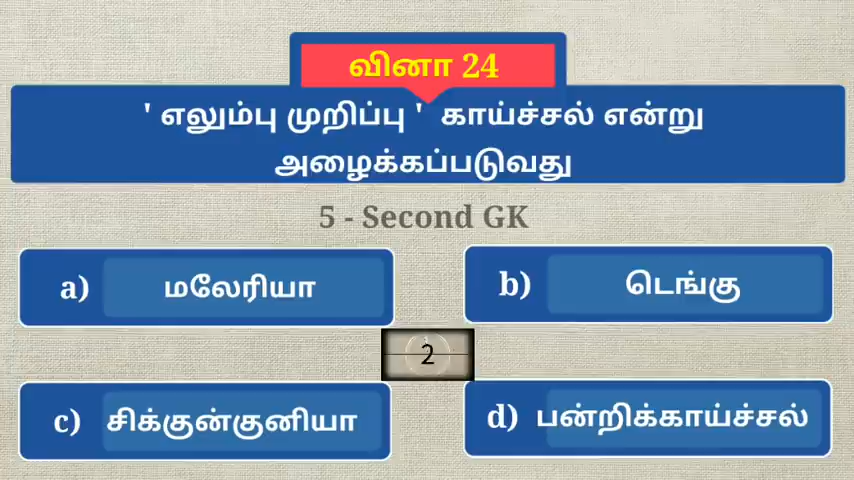 வினா 24
' எலும்பு முறிப்பு ' காய்ச்சல் என்று
அழைக்கப்படுவது
5 - Second GK
a) மலேரியா
b) டெங்கு
2
c) சிக்குன்குனியா
d) பன்றிக்காய்ச்சல்